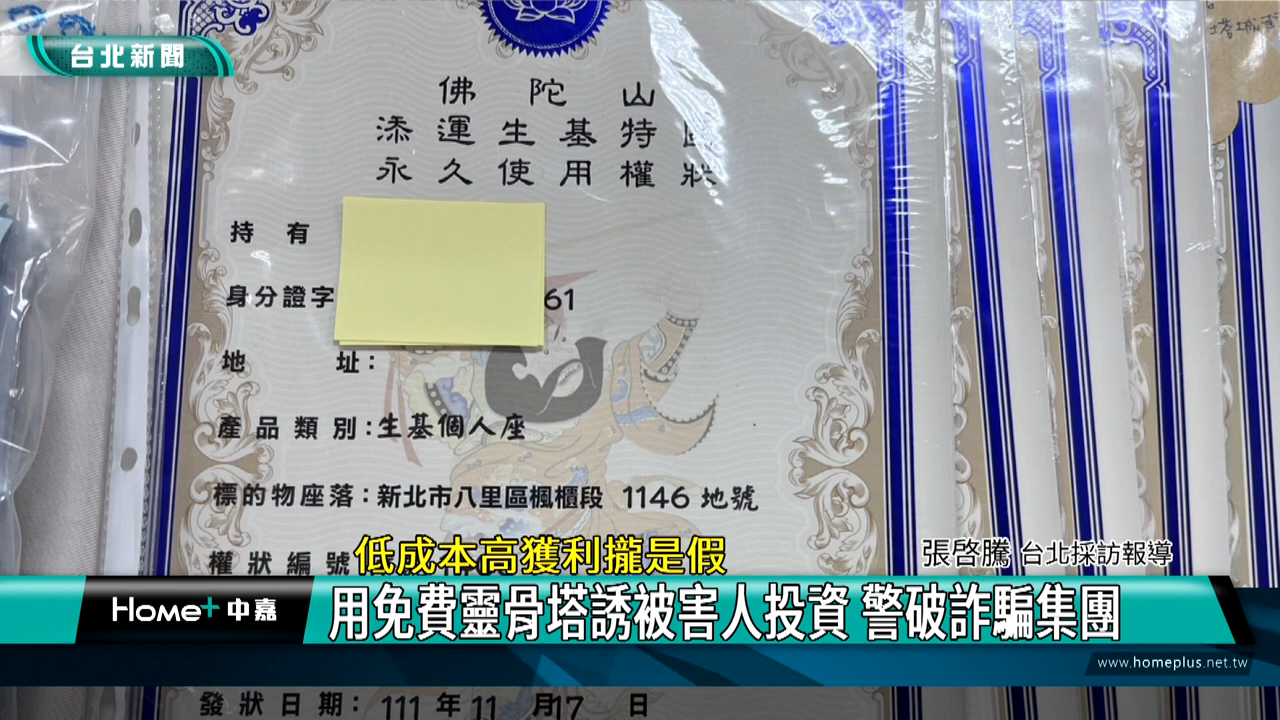 台北新聞
佛陀山
添運生基特區
永久使用權狀
持有
身分證字 61
地址：
產品類別：生基個人座
標的物座落：新北市八里區楓櫃段 1146 地號
權狀編號
低成本高獲利攏是假
張啓騰 台北採訪報導
Home+ 中嘉
用免費靈骨塔誘被害人投資 警破詐騙集團
www.homeplus.net.tw
發狀日期：111 年 11 月 17 日